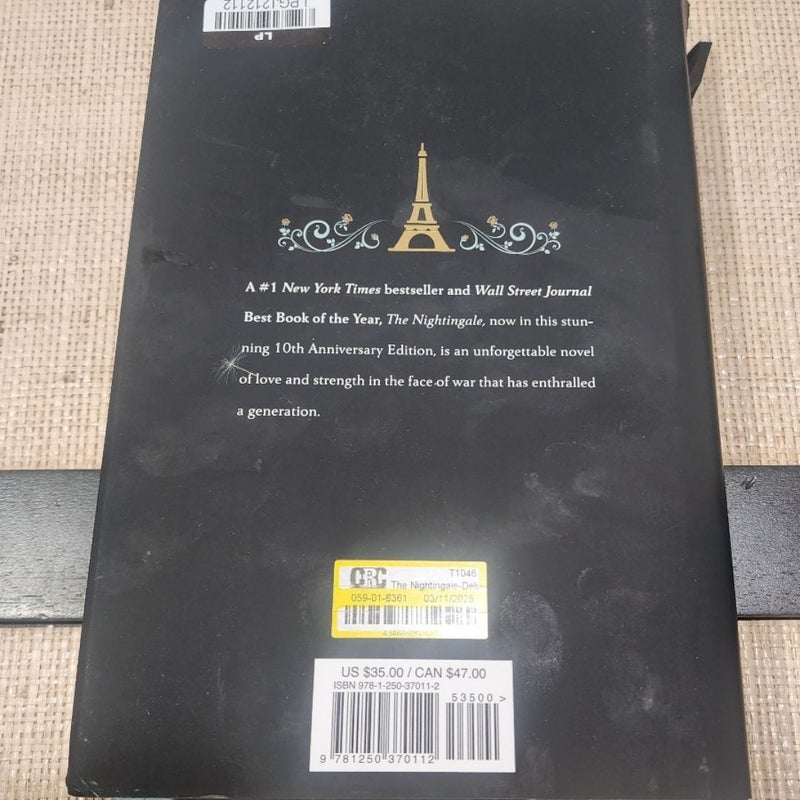 LPGJ212112
LP
A #1 New York Times bestseller and Wall Street Journal
Best Book of the Year, The Nightingale, now in this stun-
ning 10th Anniversary Edition, is an unforgettable novel
of love and strength in the face of war that has enthralled
a generation.
CRC
T1046
The Nightingale-Delu
059-01-8361 03/11/2025
US $35.00 / CAN $47.00
ISBN 978-1-250-37011-2
53500 >
9 781250 370112